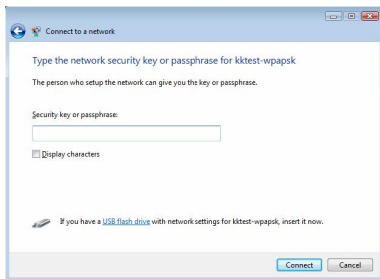 Connect to a network
Type the network security key or passphrase for kktest-wpapsk
The person who setup the network can give you the key or passphrase.
Security key or passphrase:
Display characters
If you have a USB flash drive with network settings for kktest-wpapsk, insert it now.
Connect Cancel